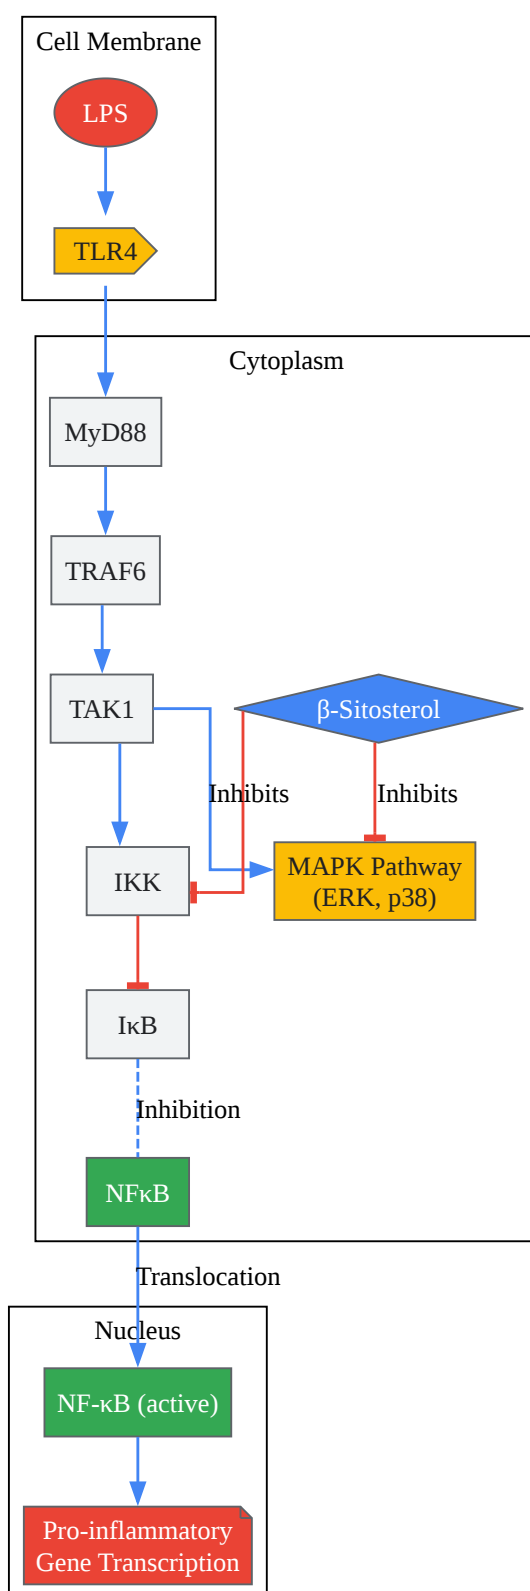 Cell Membrane
LPS
TLR4
Cytoplasm
MyD88
TRAF6
TAK1
β-Sitosterol
Inhibits
Inhibits
IKK
MAPK Pathway
(ERK, p38)
IκB
Inhibition
NFκB
Translocation
Nucleus
NF-κB (active)
Pro-inflammatory
Gene Transcription